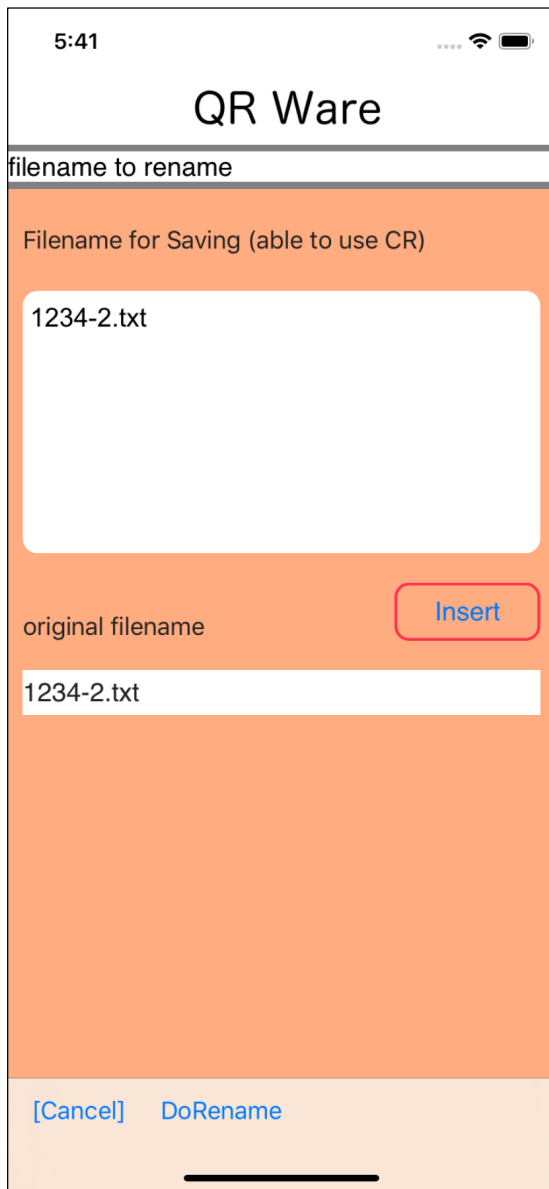 5:41
QR Ware
filename to rename
Filename for Saving (able to use CR)
1234-2.txt
Insert
original filename
1234-2.txt
[Cancel] DoRename